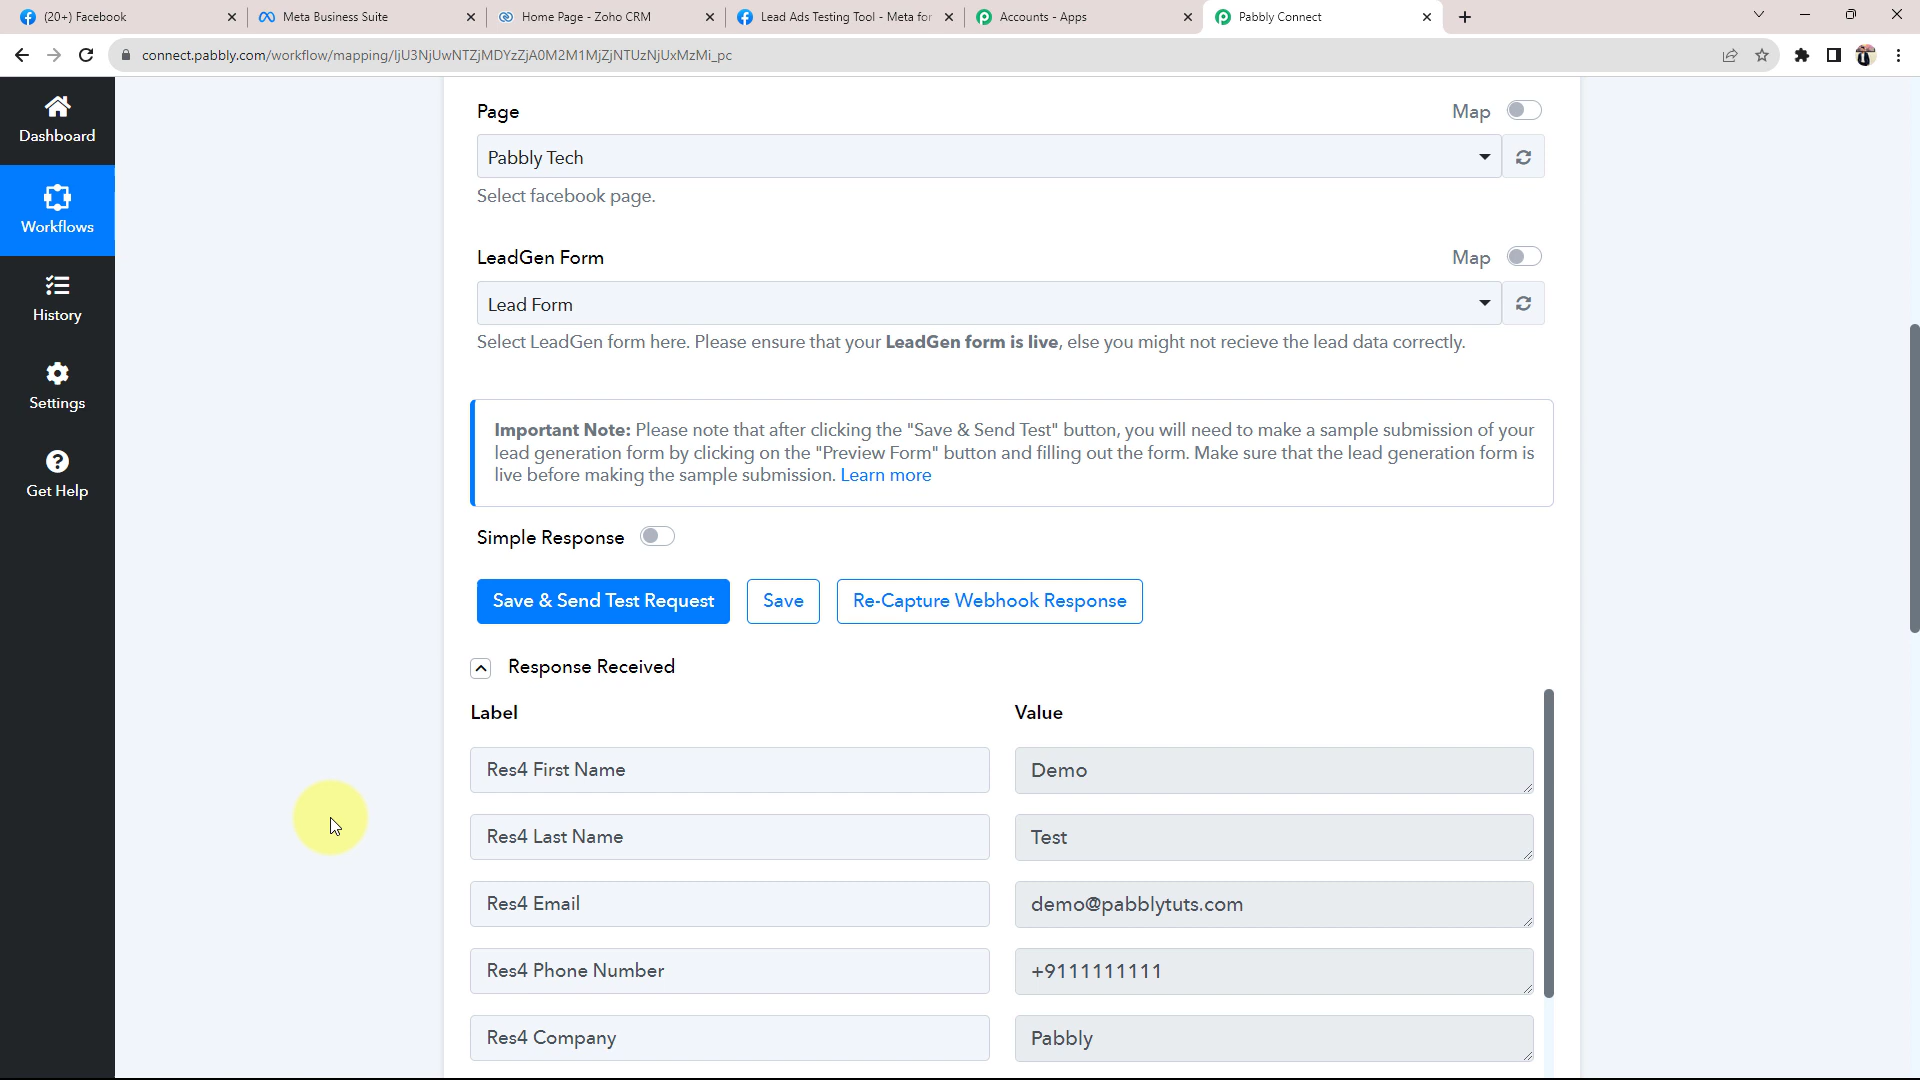 (20+) Facebook
Meta Business Suite
Home Page - Zoho CRM
Lead Ads Testing Tool - Meta for
Accounts - Apps
Pabbly Connect
connect.pabbly.com/workflow/mapping/IjU3NjUwNTZjMDYzZjA0M2M1MjZjNTUzNjUxMzMi_pc
Dashboard
Workflows
History
Settings
Get Help
Page
Map
Pabbly Tech
Select facebook page.
LeadGen Form
Map
Lead Form
Select LeadGen form here. Please ensure that your LeadGen form is live, else you might not recieve the lead data correctly.
Important Note: Please note that after clicking the "Save & Send Test" button, you will need to make a sample submission of your
lead generation form by clicking on the "Preview Form" button and filling out the form. Make sure that the lead generation form is
live before making the sample submission. Learn more
Simple Response
Save & Send Test Request
Save
Re-Capture Webhook Response
Response Received
Label
Value
Res4 First Name
Demo
Res4 Last Name
Test
Res4 Email
demo@pabblytuts.com
Res4 Phone Number
+9111111111
Res4 Company
Pabbly